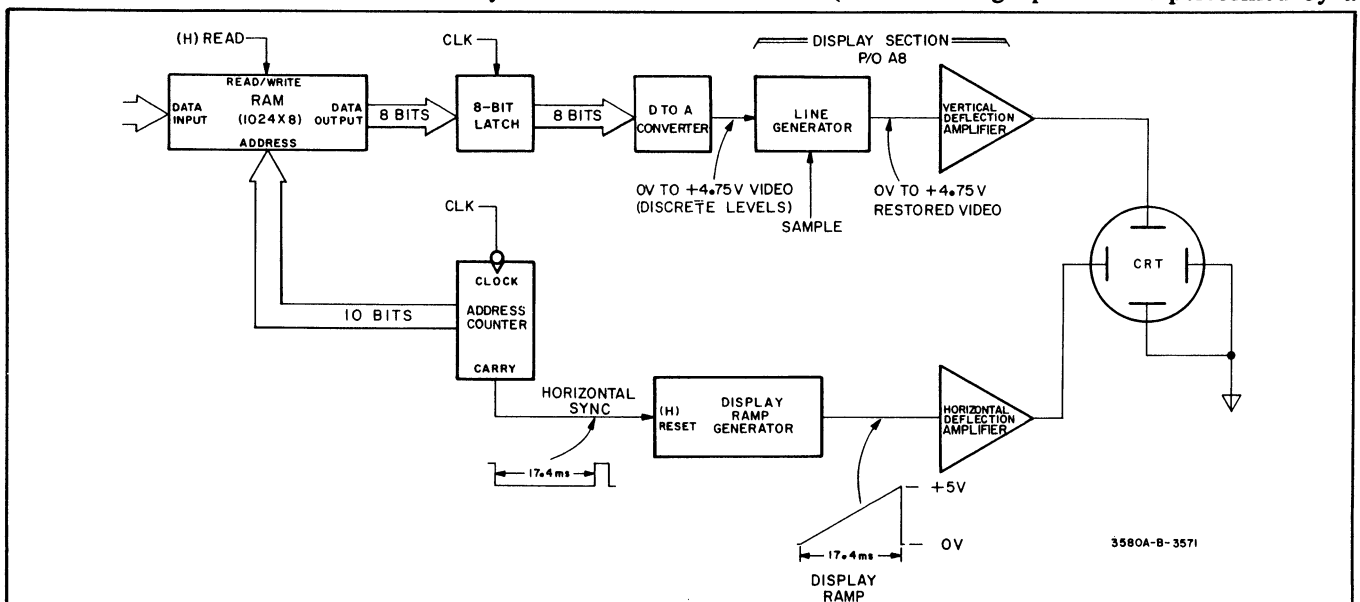 (H) READ
CLK
DISPLAY SECTION
P/O A8
READ/WRITE
RAM
(1024X8)
DATA
INPUT
DATA
OUTPUT
ADDRESS
8 BITS
8-BIT
LATCH
8 BITS
D TO A
CONVERTER
LINE
GENERATOR
VERTICAL
DEFLECTION
AMPLIFIER
0V TO +4.75V VIDEO
(DISCRETE LEVELS)
SAMPLE
0V TO +4.75V
RESTORED VIDEO
CLK
CRT
CLOCK
ADDRESS
COUNTER
CARRY
10 BITS
HORIZONTAL
SYNC
(H)
RESET
DISPLAY
RAMP
GENERATOR
HORIZONTAL
DEFLECTION
AMPLIFIER
17.4ms
+5V
0V
17.4ms
DISPLAY
RAMP
3580A-B-3571